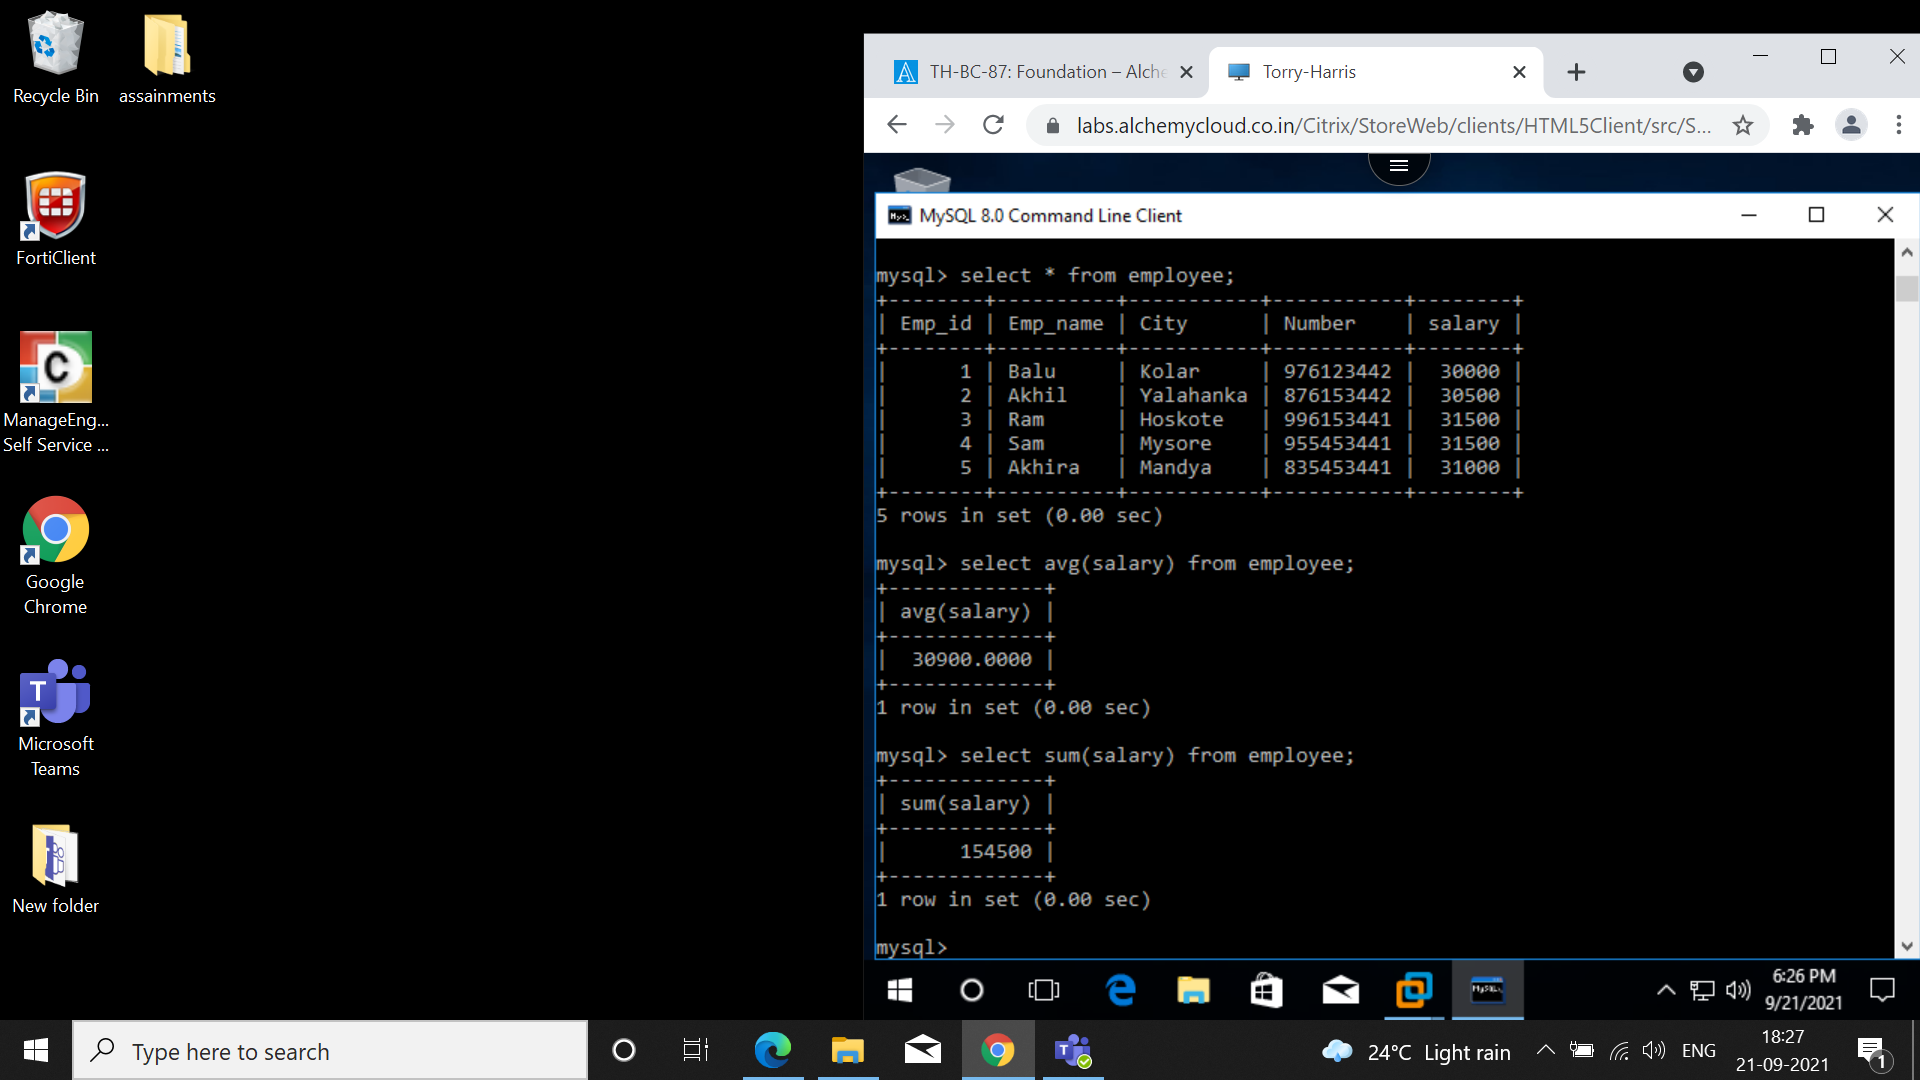 Recycle Bin
assainments
FortiClient
ManageEng...
Self Service ...
Google
Chrome
Microsoft
Teams
New folder
TH-BC-87: Foundation – Alche
Torry-Harris
labs.alchemycloud.co.in/Citrix/StoreWeb/clients/HTML5Client/src/S...
MySQL 8.0 Command Line Client
mysql> select * from employee;
+--------+----------+-----------+-----------+--------+
| Emp_id | Emp_name | City      | Number    | salary |
+--------+----------+-----------+-----------+--------+
|      1 | Balu     | Kolar     | 976123442 |  30000 |
|      2 | Akhil    | Yalahanka | 876153442 |  30500 |
|      3 | Ram      | Hoskote   | 996153441 |  31500 |
|      4 | Sam      | Mysore    | 955453441 |  31500 |
|      5 | Akhira   | Mandya    | 835453441 |  31000 |
+--------+----------+-----------+-----------+--------+
5 rows in set (0.00 sec)
mysql> select avg(salary) from employee;
+-------------+
| avg(salary) |
+-------------+
|  30900.0000 |
+-------------+
1 row in set (0.00 sec)
mysql> select sum(salary) from employee;
+-------------+
| sum(salary) |
+-------------+
|      154500 |
+-------------+
1 row in set (0.00 sec)
mysql>
6:26 PM
9/21/2021
Type here to search
24°C Light rain
ENG
18:27
21-09-2021
1